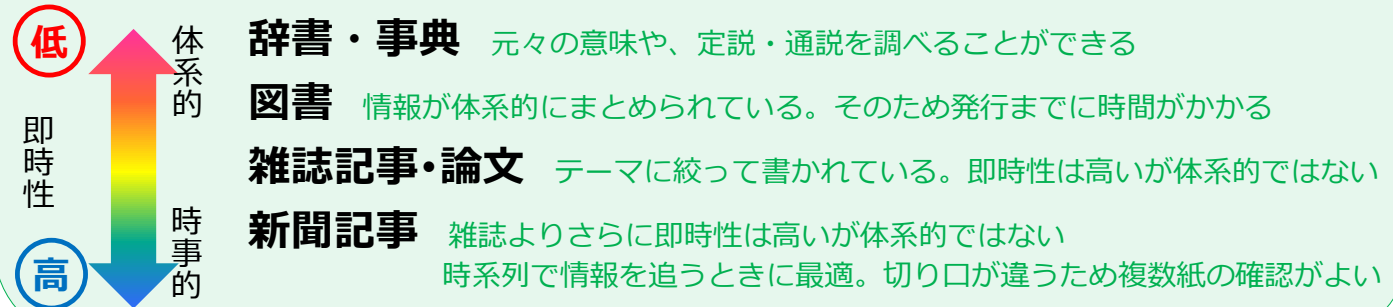 低
即時性
高
体系的
時事的
辞書・事典 元々の意味や、定説・通説を調べることができる
図書 情報が体系的にまとめられている。そのため発行までに時間がかかる
雑誌記事・論文 テーマに絞って書かれている。即時性は高いが体系的ではない
新聞記事 雑誌よりさらに即時性は高いが体系的ではない
時系列で情報を追うときに最適。切り口が違うため複数紙の確認がよい